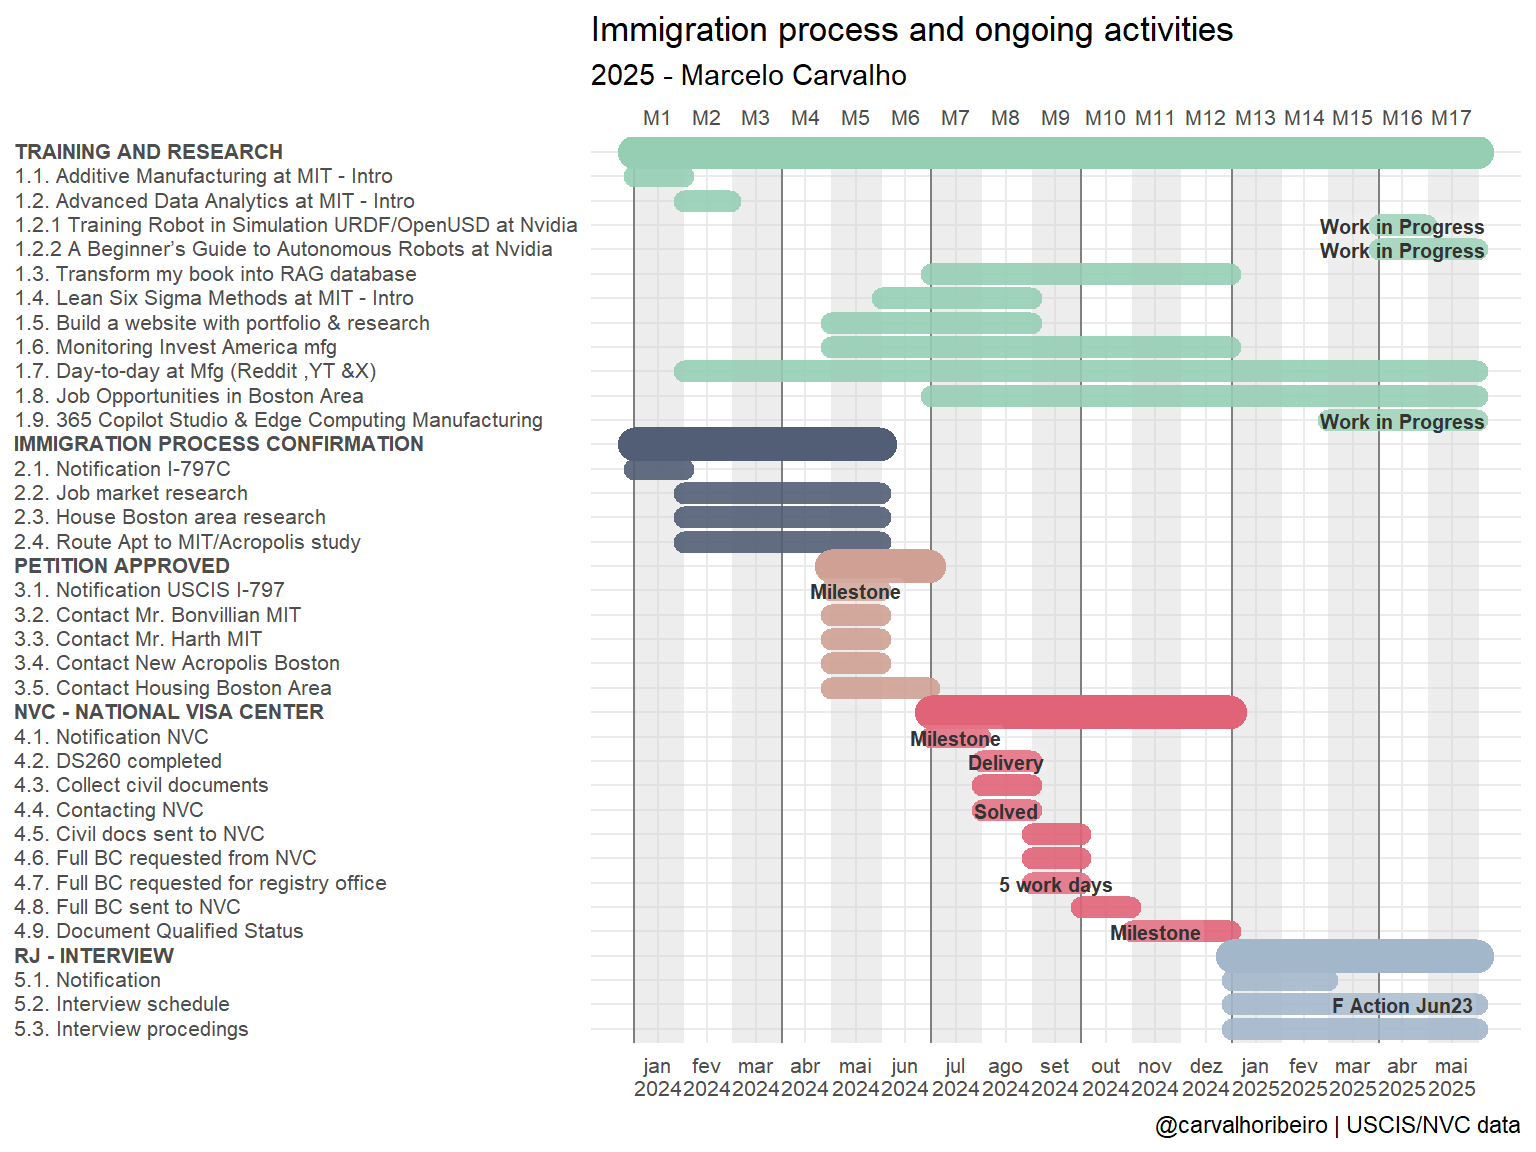 Immigration process and ongoing activities
2025 - Marcelo Carvalho
M1 M2 M3 M4 M5 M6 M7 M8 M9 M10 M11 M12 M13 M14 M15 M16 M17
TRAINING AND RESEARCH
1.1. Additive Manufacturing at MIT - Intro
1.2. Advanced Data Analytics at MIT - Intro
1.2.1 Training Robot in Simulation URDF/OpenUSD at Nvidia Work in Progress
1.2.2 A Beginner’s Guide to Autonomous Robots at Nvidia Work in Progress
1.3. Transform my book into RAG database
1.4. Lean Six Sigma Methods at MIT - Intro
1.5. Build a website with portfolio & research
1.6. Monitoring Invest America mfg
1.7. Day-to-day at Mfg (Reddit ,YT &X)
1.8. Job Opportunities in Boston Area
1.9. 365 Copilot Studio & Edge Computing Manufacturing Work in Progress
IMMIGRATION PROCESS CONFIRMATION
2.1. Notification I-797C
2.2. Job market research
2.3. House Boston area research
2.4. Route Apt to MIT/Acropolis study
PETITION APPROVED
3.1. Notification USCIS I-797 Milestone
3.2. Contact Mr. Bonvillian MIT
3.3. Contact Mr. Harth MIT
3.4. Contact New Acropolis Boston
3.5. Contact Housing Boston Area
NVC - NATIONAL VISA CENTER
4.1. Notification NVC Milestone
4.2. DS260 completed Delivery
4.3. Collect civil documents
4.4. Contacting NVC Solved
4.5. Civil docs sent to NVC
4.6. Full BC requested from NVC
4.7. Full BC requested for registry office 5 work days
4.8. Full BC sent to NVC
4.9. Document Qualified Status Milestone
RJ - INTERVIEW
5.1. Notification
5.2. Interview schedule F Action Jun23
5.3. Interview procedings
jan fev mar abr mai jun jul ago set out nov dez jan fev mar abr mai
2024 2024 2024 2024 2024 2024 2024 2024 2024 2024 2024 2024 2025 2025 2025 2025 2025
@carvalhoribeiro | USCIS/NVC data